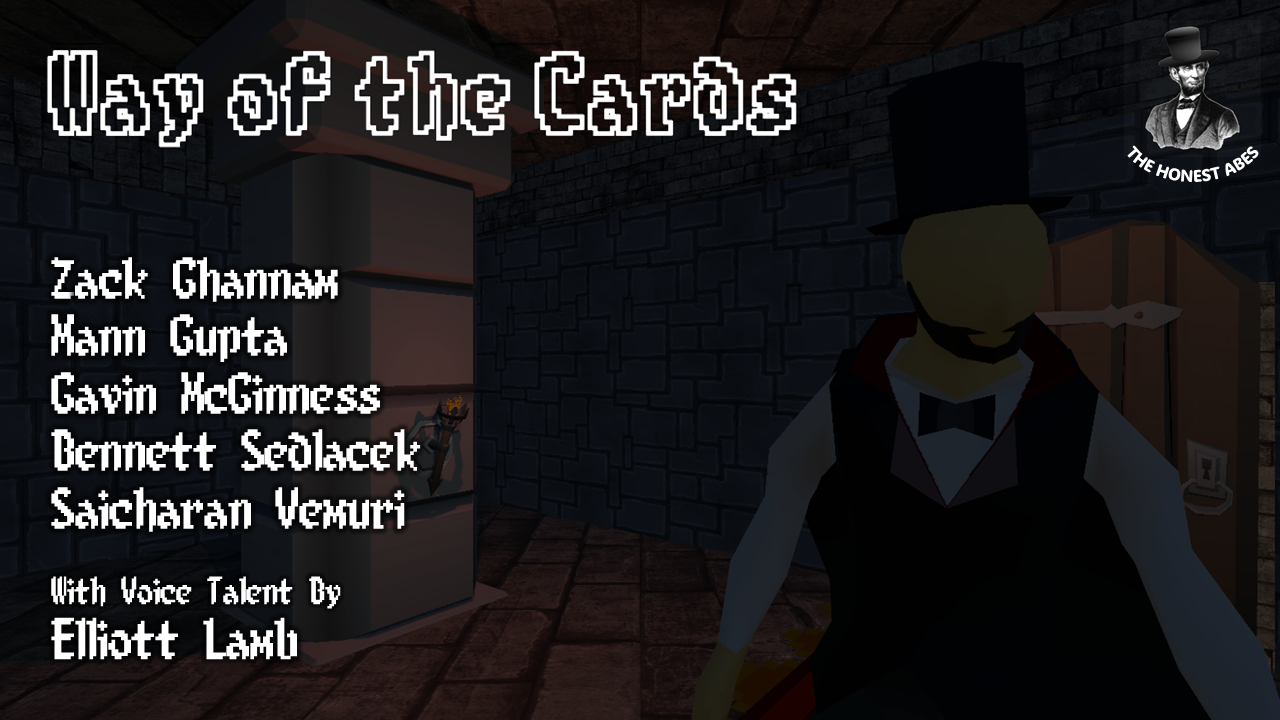 Way of the Cards
THE HONEST ABES
Zack Ghannam
Mann Gupta
Gavin McGinness
Bennett Sedlacek
Saicharan Vemuri
With Voice Talent By
Elliott Lamb